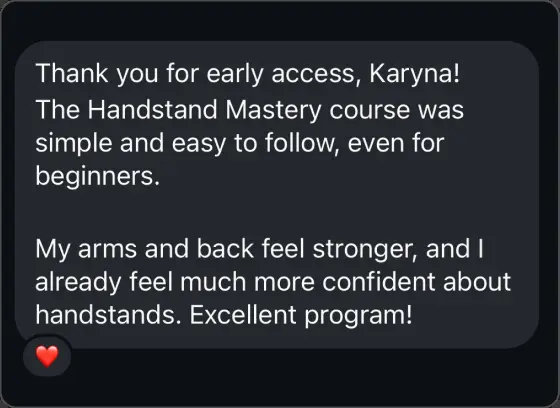 Thank you for early access, Karyna!
The Handstand Mastery course was
simple and easy to follow, even for
beginners.
My arms and back feel stronger, and I
already feel much more confident about
handstands. Excellent program!